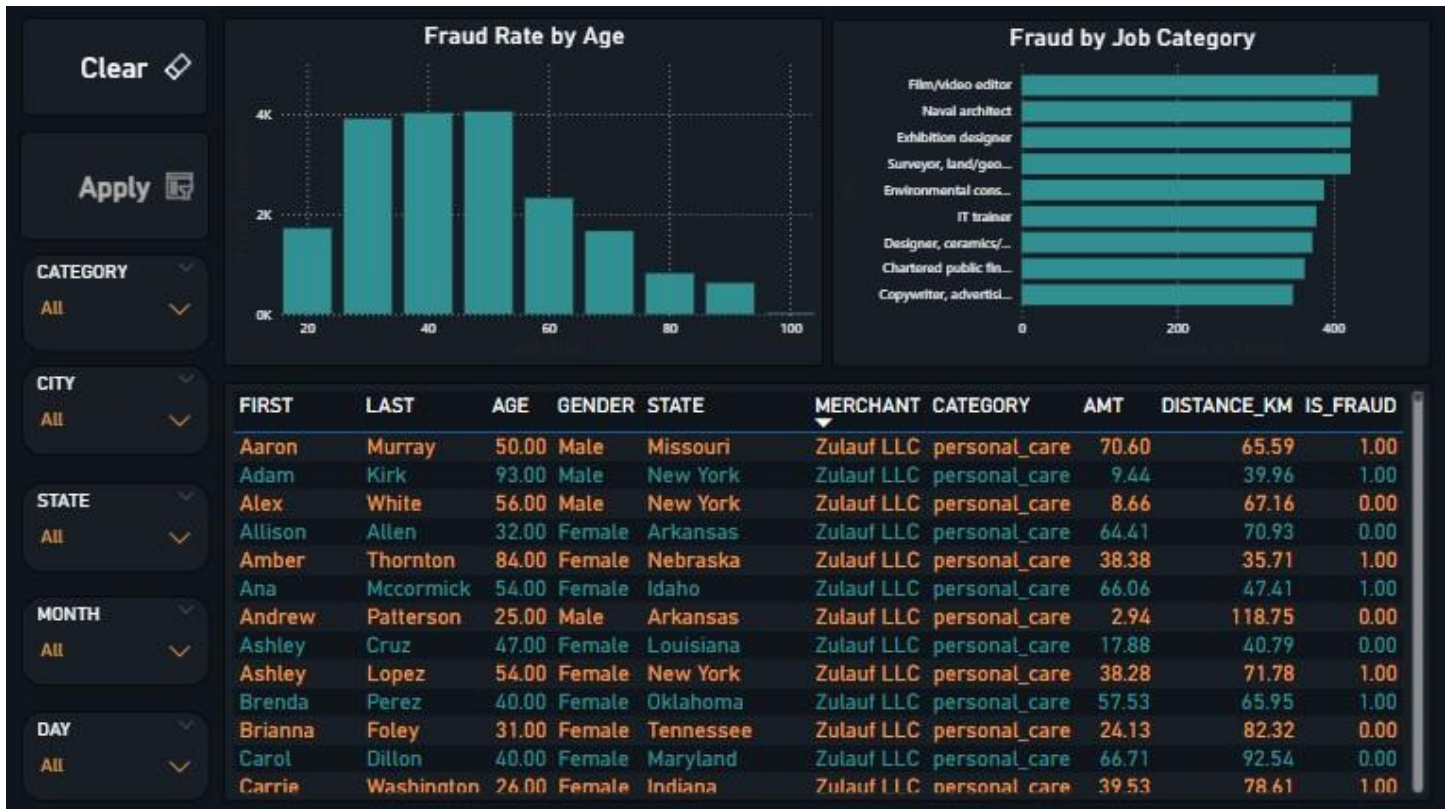 Clear
Apply
CATEGORY
All
CITY
All
STATE
All
MONTH
All
DAY
All
Fraud Rate by Age
4K
2K
0K
20 40 60 80 100
Fraud by Job Category
Film/video editor
Naval architect
Exhibition designer
Surveyor, land/geo...
Environmental cons...
IT trainer
Designer, ceramics/...
Chartered public fin...
Copywriter, advertisi...
0 200 400
FIRST LAST AGE GENDER STATE MERCHANT CATEGORY AMT DISTANCE_KM IS_FRAUD
Aaron Murray 50.00 Male Missouri Zulauf LLC personal_care 70.60 65.59 1.00
Adam Kirk 93.00 Male New York Zulauf LLC personal_care 9.44 39.96 1.00
Alex White 56.00 Male New York Zulauf LLC personal_care 8.66 67.16 0.00
Allison Allen 32.00 Female Arkansas Zulauf LLC personal_care 64.41 70.93 0.00
Amber Thornton 84.00 Female Nebraska Zulauf LLC personal_care 38.38 35.71 1.00
Ana Mccormick 54.00 Female Idaho Zulauf LLC personal_care 66.06 47.41 1.00
Andrew Patterson 25.00 Male Arkansas Zulauf LLC personal_care 2.94 118.75 0.00
Ashley Cruz 47.00 Female Louisiana Zulauf LLC personal_care 17.88 40.79 0.00
Ashley Lopez 54.00 Female New York Zulauf LLC personal_care 38.28 71.78 1.00
Brenda Perez 40.00 Female Oklahoma Zulauf LLC personal_care 57.53 65.95 1.00
Brianna Foley 31.00 Female Tennessee Zulauf LLC personal_care 24.13 82.32 0.00
Carol Dillon 40.00 Female Maryland Zulauf LLC personal_care 66.71 92.54 0.00
Carrie Washington 26.00 Female Indiana Zulauf LLC personal_care 39.53 78.61 1.00